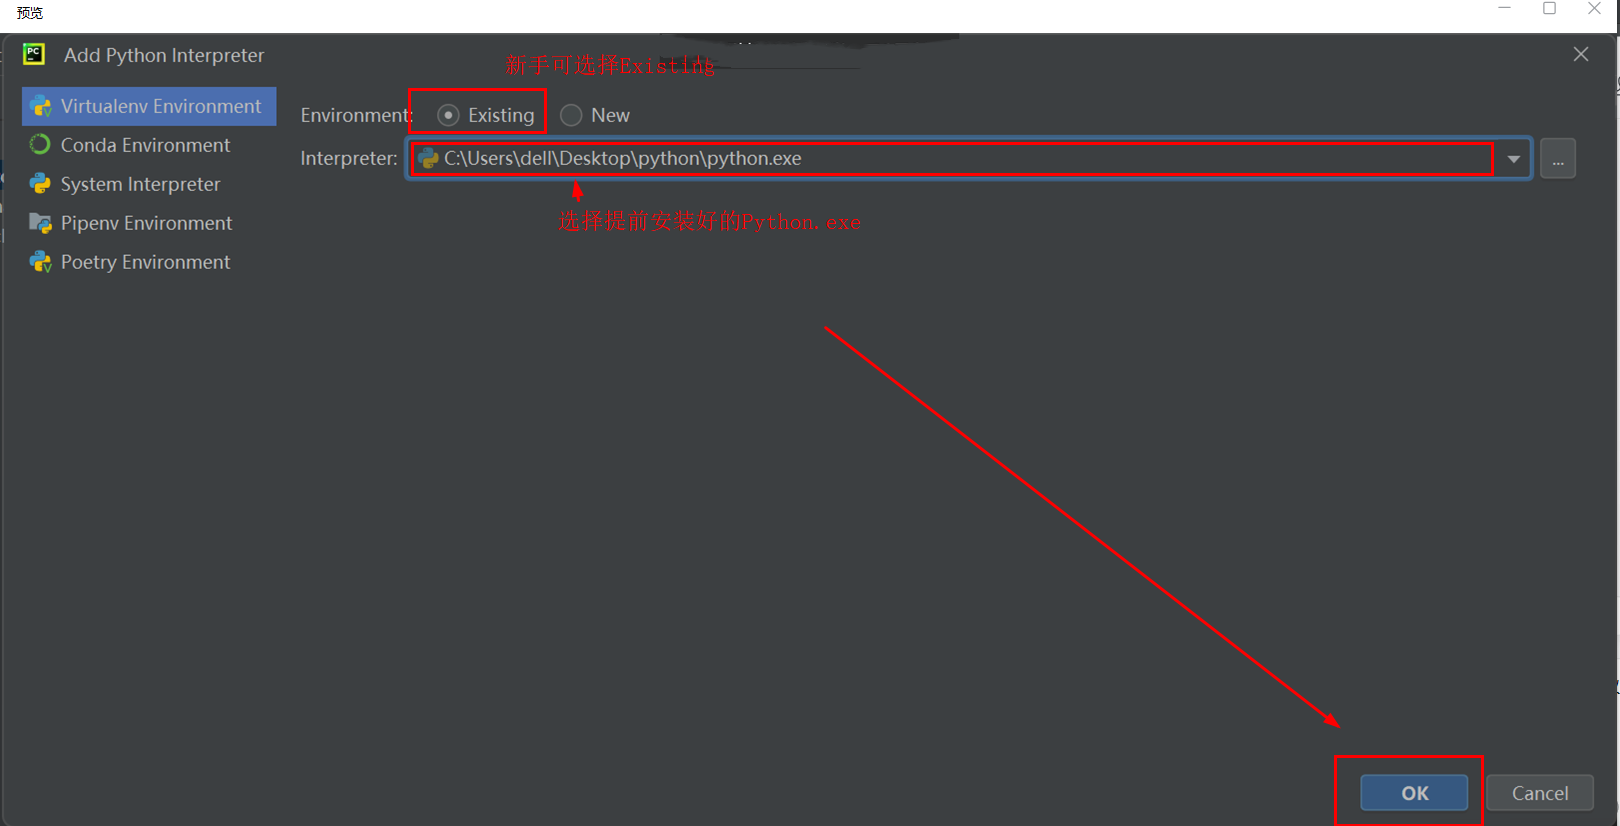 预览
PC
Add Python Interpreter
新手可选择Existing
Virtualenv Environment
Environment:
Existing
New
Conda Environment
Interpreter:
C:\Users\dell\Desktop\python\python.exe
...
System Interpreter
选择提前安装好的Python.exe
Pipenv Environment
Poetry Environment
OK
Cancel